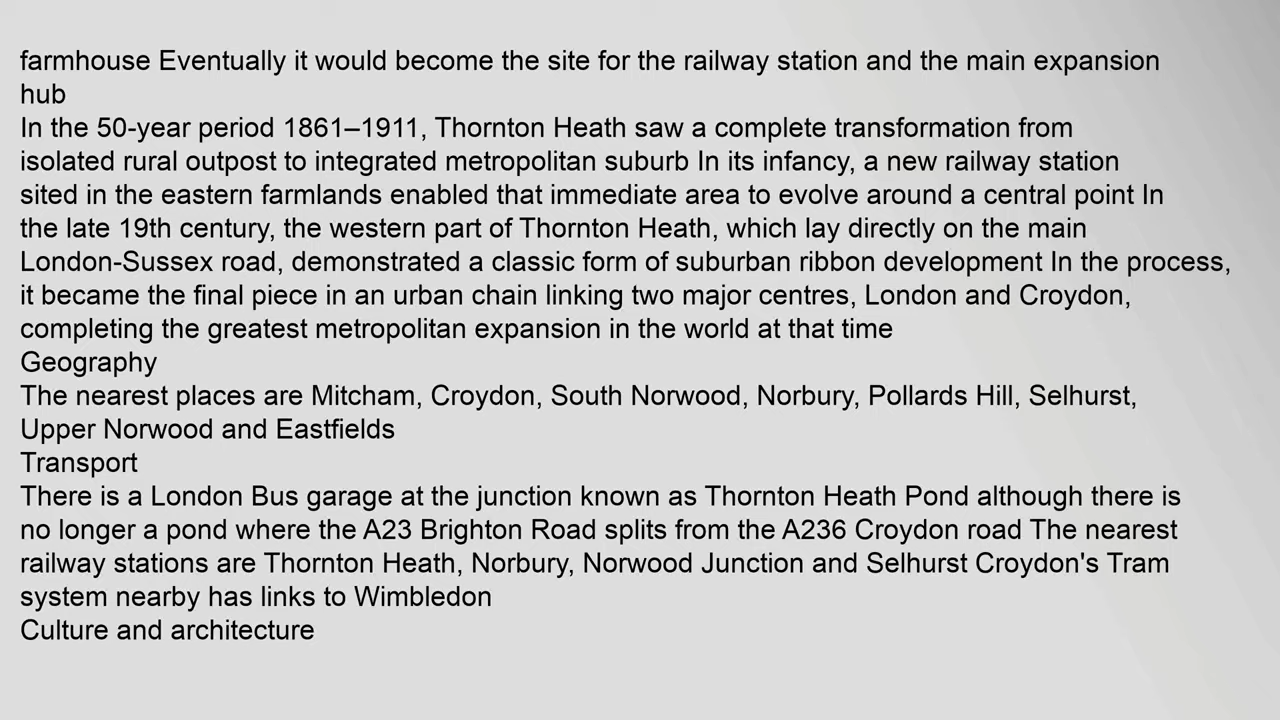 farmhouse Eventually it would become the site for the railway station and the main expansion
hub
In the 50-year period 1861–1911, Thornton Heath saw a complete transformation from
isolated rural outpost to integrated metropolitan suburb In its infancy, a new railway station
sited in the eastern farmlands enabled that immediate area to evolve around a central point In
the late 19th century, the western part of Thornton Heath, which lay directly on the main
London-Sussex road, demonstrated a classic form of suburban ribbon development In the process,
it became the final piece in an urban chain linking two major centres, London and Croydon,
completing the greatest metropolitan expansion in the world at that time
Geography
The nearest places are Mitcham, Croydon, South Norwood, Norbury, Pollards Hill, Selhurst,
Upper Norwood and Eastfields
Transport
There is a London Bus garage at the junction known as Thornton Heath Pond although there is
no longer a pond where the A23 Brighton Road splits from the A236 Croydon road The nearest
railway stations are Thornton Heath, Norbury, Norwood Junction and Selhurst Croydon's Tram
system nearby has links to Wimbledon
Culture and architecture